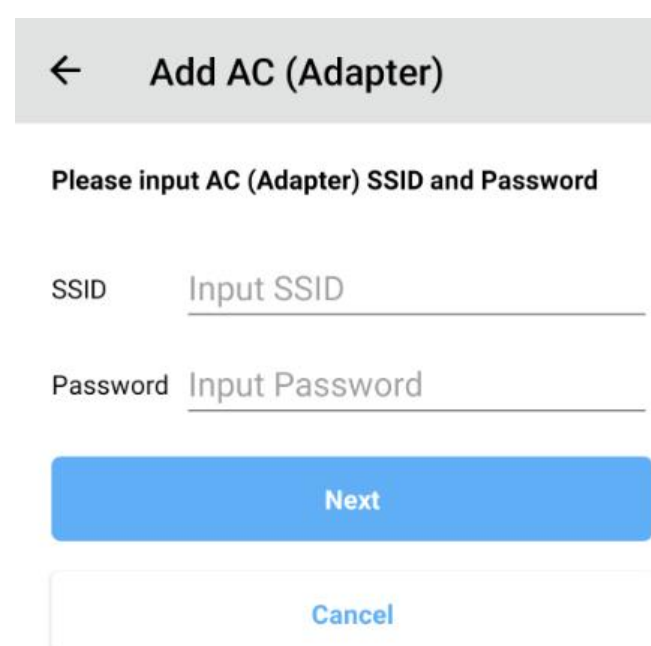 Add AC (Adapter)
Please input AC (Adapter) SSID and Password
SSID Input SSID
Password Input Password
Next
Cancel